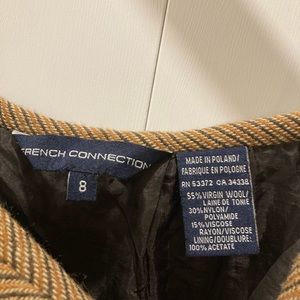 FRENCH CONNECTION
8
MADE IN POLAND/
FABRIQUE EN POLOGNE
RN 53372 CA 34338
55% VIRGIN WOOL/
LAINE DE TONTE
30% NYLON/
POLYAMIDE
15% VISCOSE
RAYON/VISCOSE
LINING/DOUBLURE:
100% ACETATE